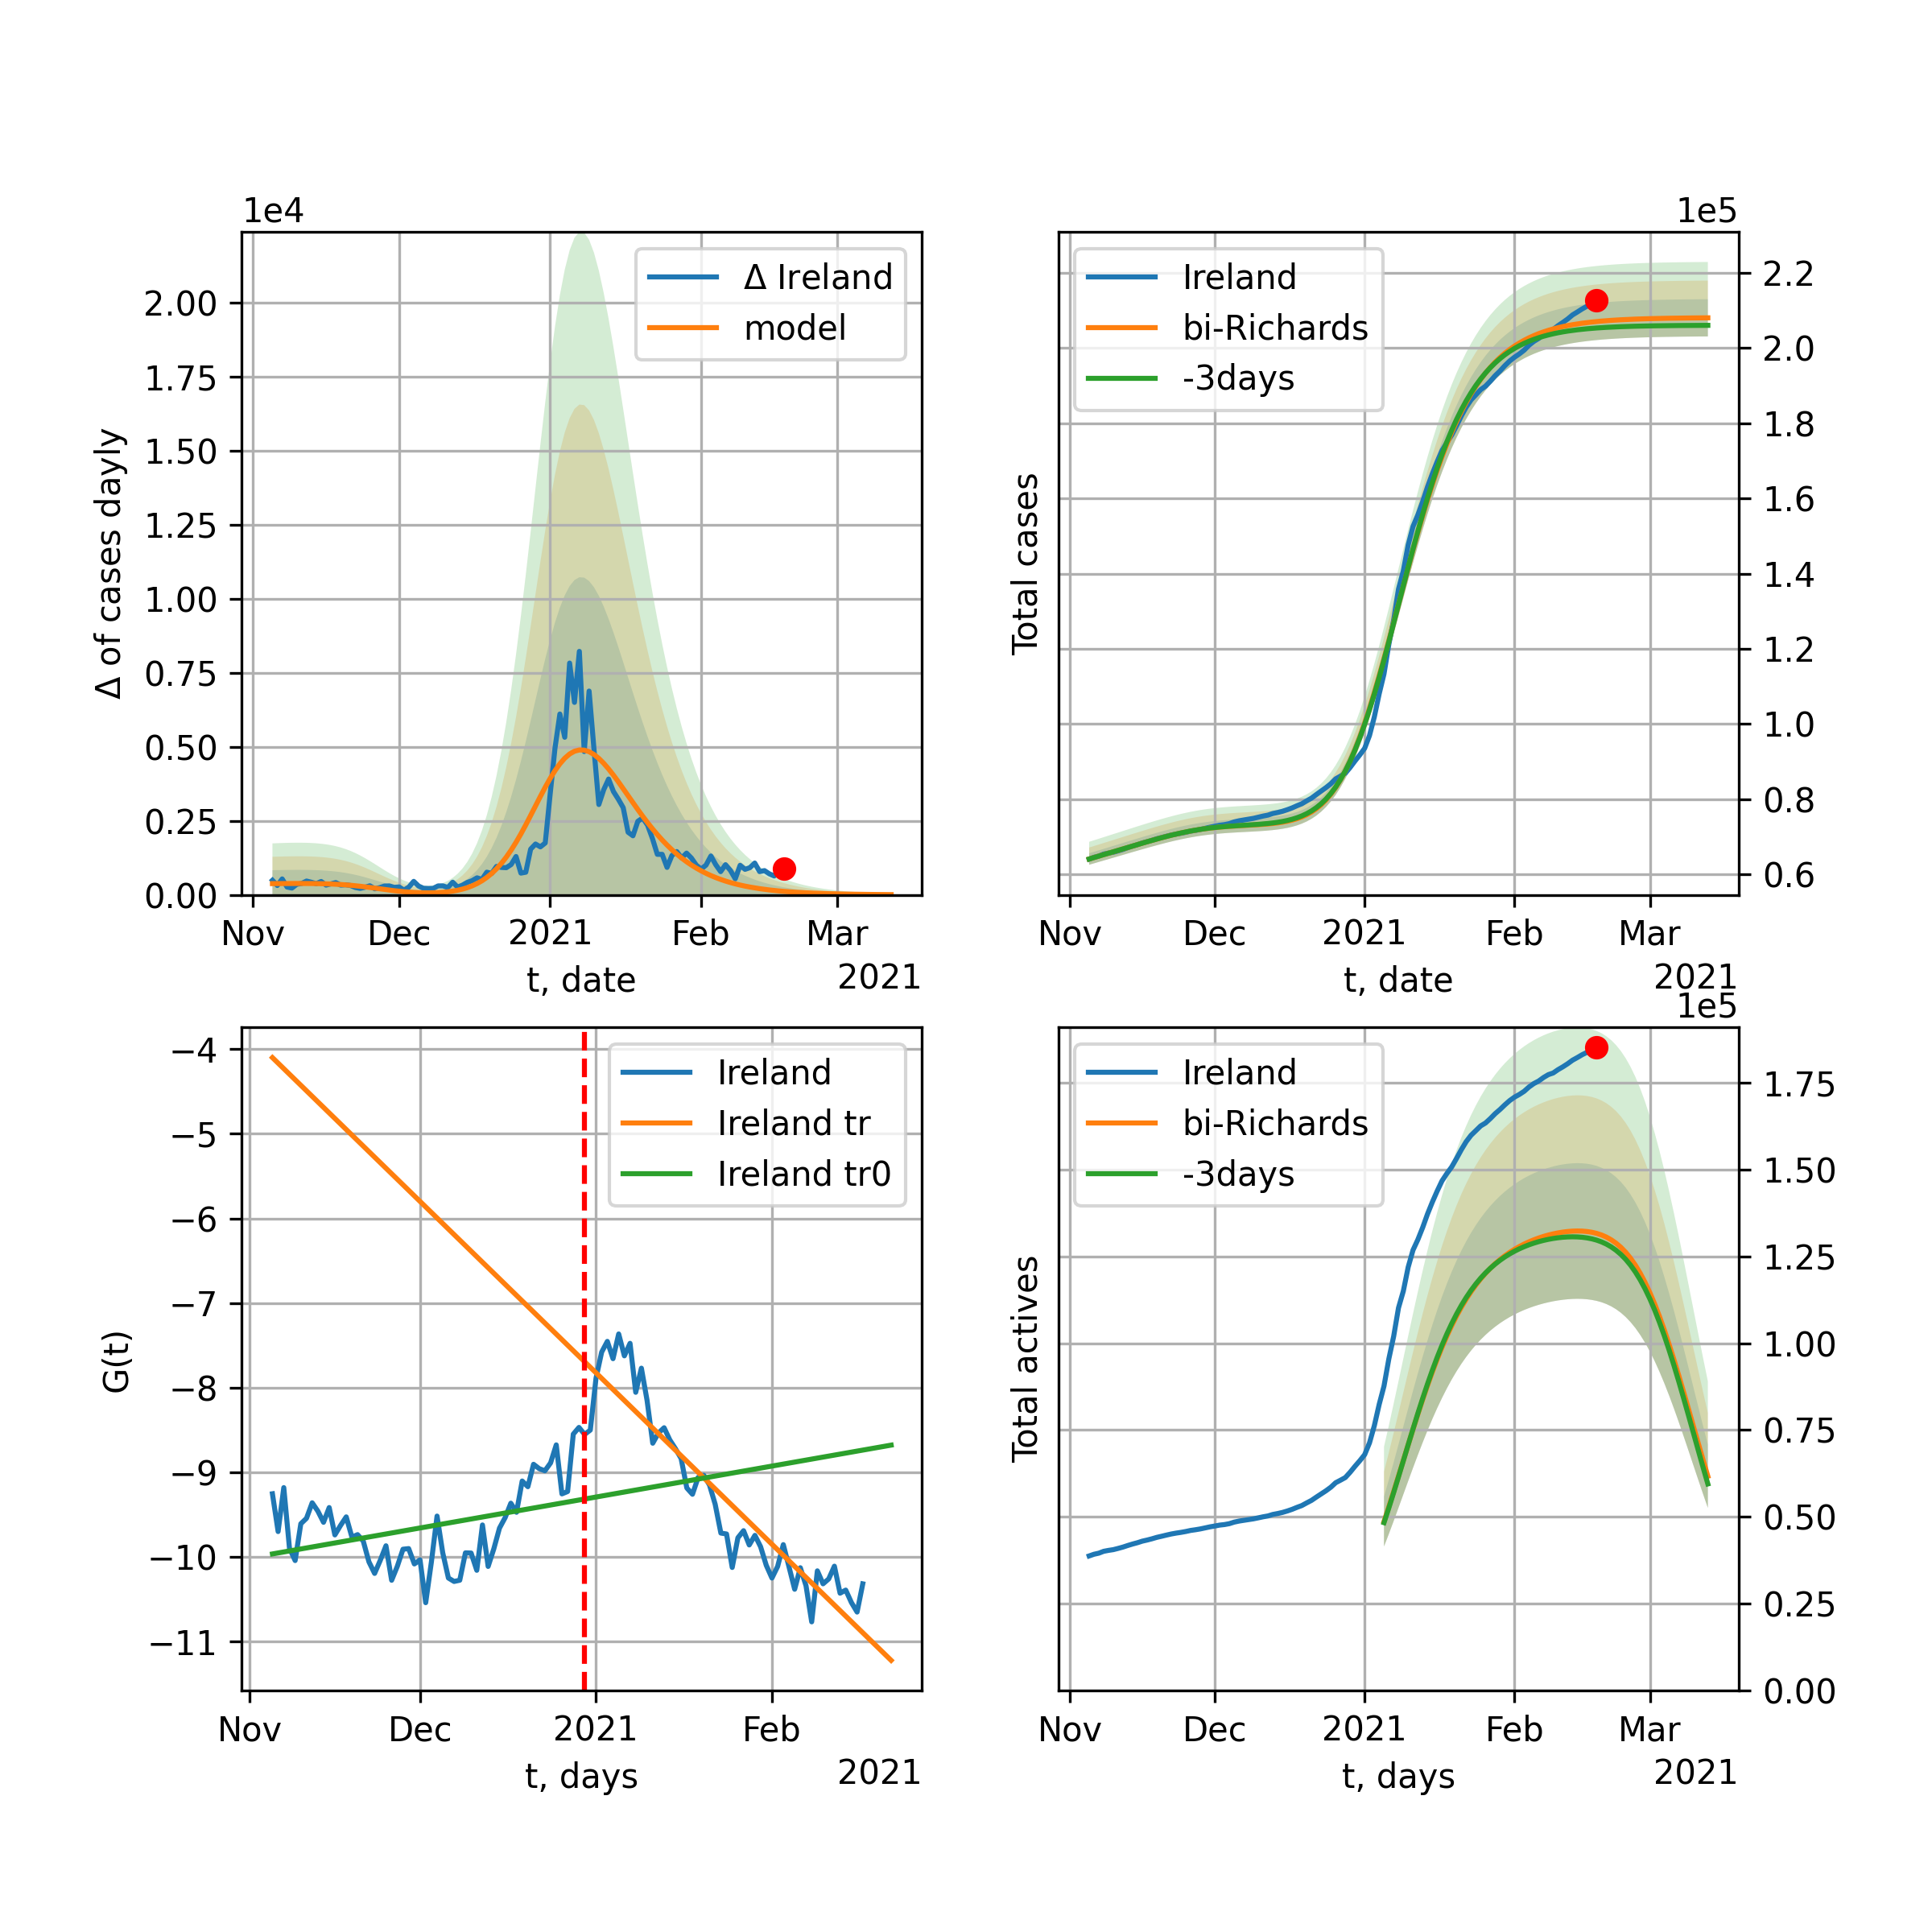 1e4
Δ Ireland
model
2.00
1.75
1.50
1.25
1.00
0.75
0.50
0.25
0.00
Δ of cases dayly
Nov Dec 2021 Feb Mar
t, date
2021
1e5
Ireland
bi-Richards
-3days
2.2
2.0
1.8
1.6
1.4
1.2
1.0
0.8
0.6
Total cases
Nov Dec 2021 Feb Mar
t, date
2021
Ireland
Ireland tr
Ireland tr0
−4
−5
−6
−7
−8
−9
−10
−11
G(t)
Nov Dec 2021 Feb
t, days
2021
1e5
Ireland
bi-Richards
-3days
1.75
1.50
1.25
1.00
0.75
0.50
0.25
0.00
Total actives
Nov Dec 2021 Feb Mar
t, days
2021